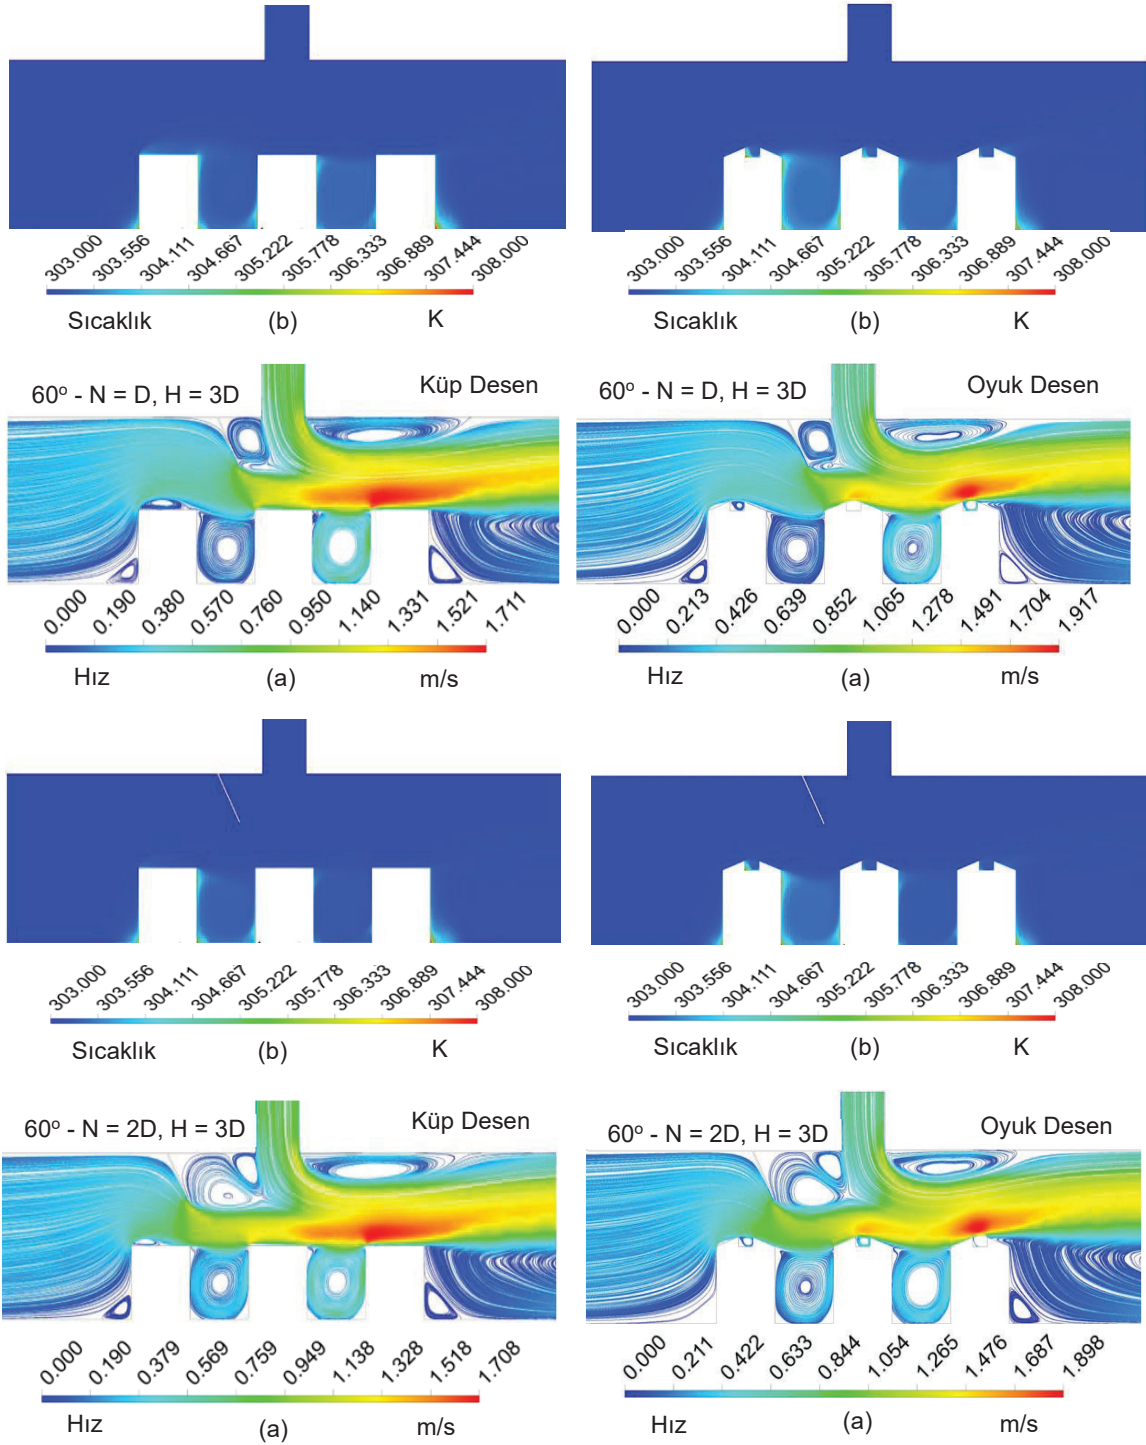 303.000 303.556 304.111 304.667 305.222 305.778 306.333 306.889 307.444 308.000
Sıcaklık (b) K
303.000 303.556 304.111 304.667 305.222 305.778 306.333 306.889 307.444 308.000
Sıcaklık (b) K
60º - N = D, H = 3D Küp Desen
0.000 0.190 0.380 0.570 0.760 0.950 1.140 1.331 1.521 1.711
Hız (a) m/s
60º - N = D, H = 3D Oyuk Desen
0.000 0.213 0.426 0.639 0.852 1.065 1.278 1.491 1.704 1.917
Hız (a) m/s
303.000 303.556 304.111 304.667 305.222 305.778 306.333 306.889 307.444 308.000
Sıcaklık (b) K
303.000 303.556 304.111 304.667 305.222 305.778 306.333 306.889 307.444 308.000
Sıcaklık (b) K
60º - N = 2D, H = 3D Küp Desen
0.000 0.190 0.379 0.569 0.759 0.949 1.138 1.328 1.518 1.708
Hız (a) m/s
60º - N = 2D, H = 3D Oyuk Desen
0.000 0.211 0.422 0.633 0.844 1.054 1.265 1.476 1.687 1.898
Hız (a) m/s